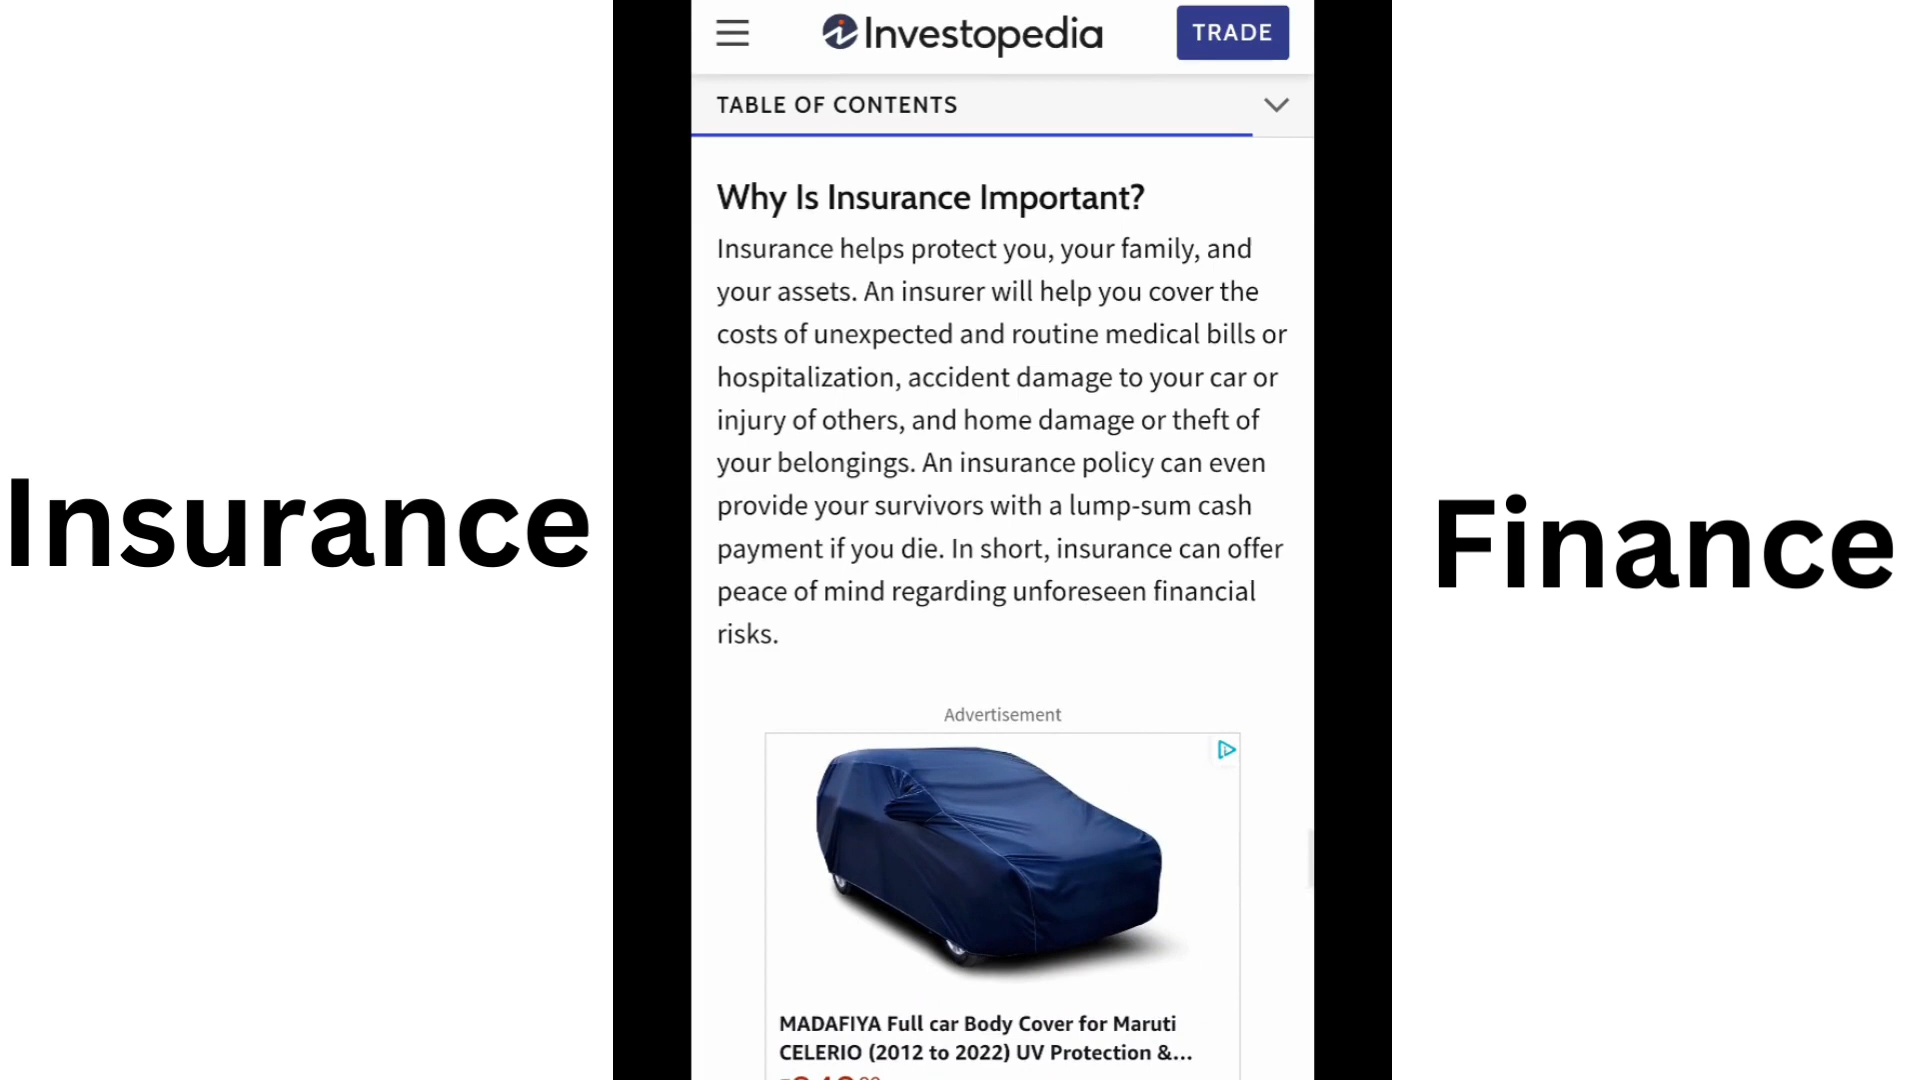 Investopedia
TRADE
TABLE OF CONTENTS
Why Is Insurance Important?
Insurance helps protect you, your family, and
your assets. An insurer will help you cover the
costs of unexpected and routine medical bills or
hospitalization, accident damage to your car or
injury of others, and home damage or theft of
your belongings. An insurance policy can even
provide your survivors with a lump-sum cash
payment if you die. In short, insurance can offer
peace of mind regarding unforeseen financial
risks.
Insurance
Finance
Advertisement
MADAFIYA Full car Body Cover for Maruti
CELERIO (2012 to 2022) UV Protection &...